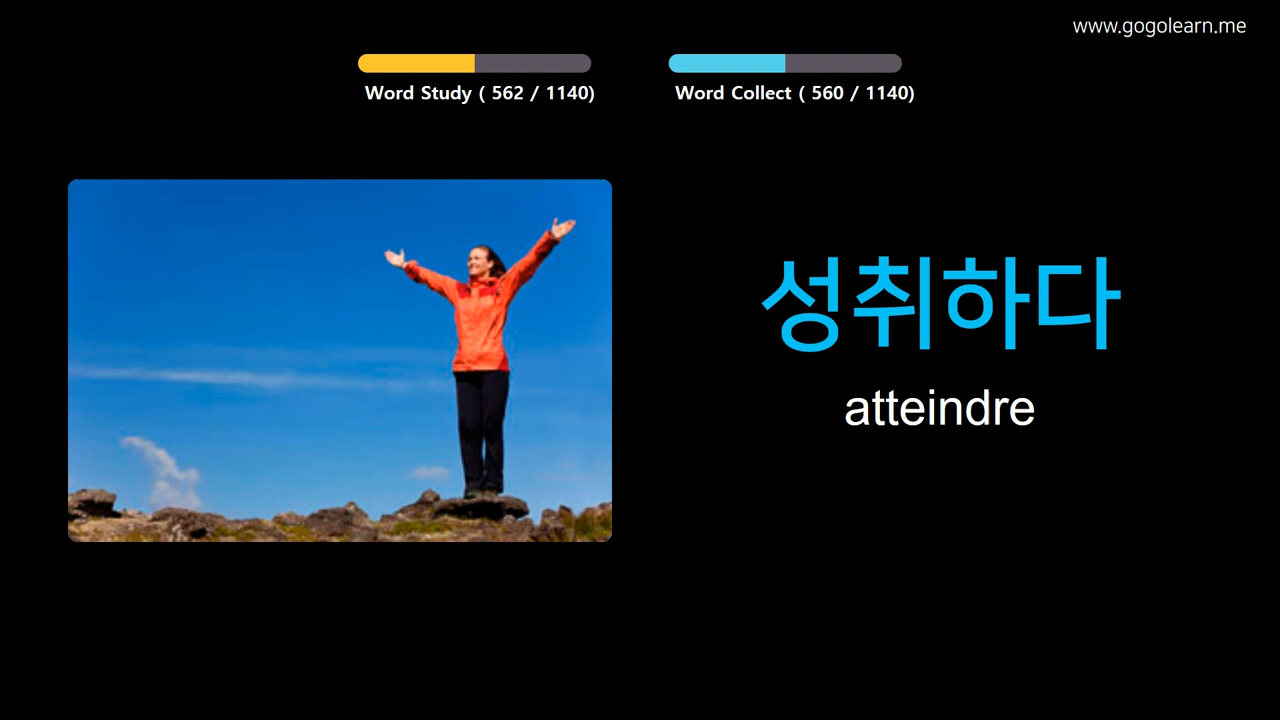 www.gogolearn.me
Word Study ( 562 / 1140)
Word Collect ( 560 / 1140)
성취하다
atteindre